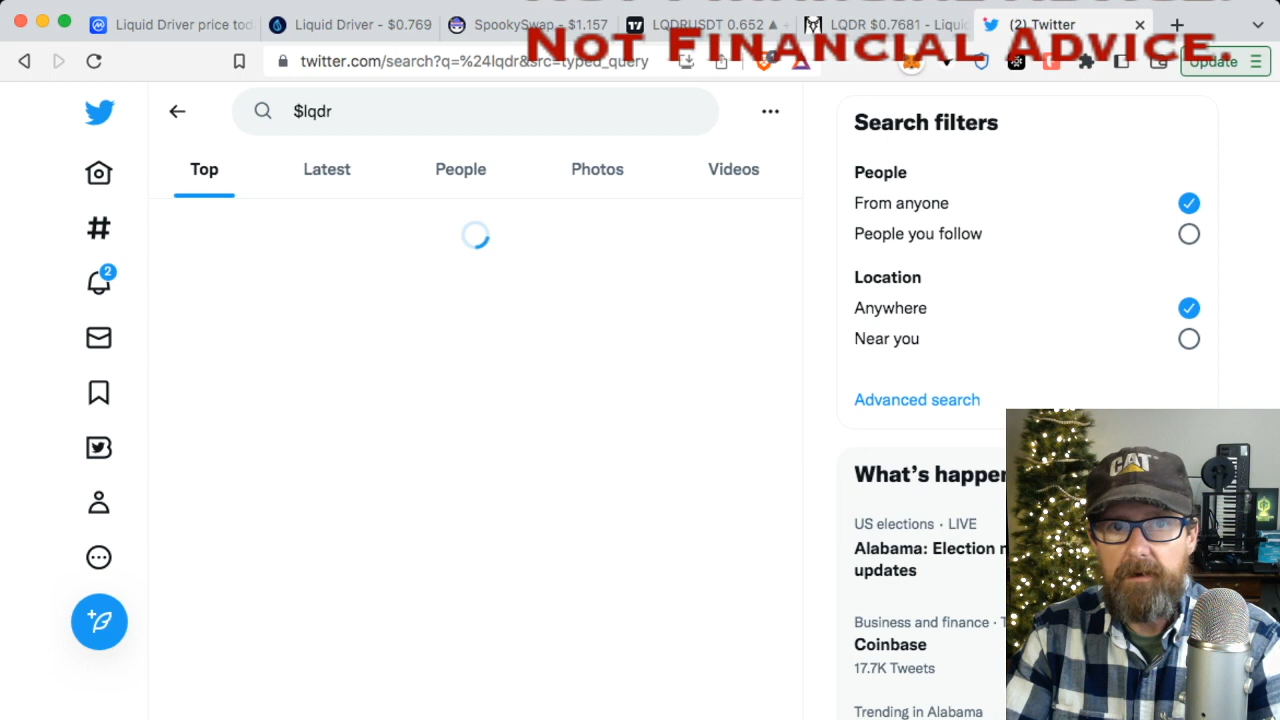 Liquid Driver price tod
Liquid Driver - $0.769
SpookySwap - $1.157
LQDRUSDT 0.652 ▲
LQDR $0.7681 - Liquid
(2) Twitter
Not Financial Advice.
twitter.com/search?q=%24lqdr&src=typed_query
Update
$lqdr
Top
Latest
People
Photos
Videos
2
Search filters
People
From anyone
People you follow
Location
Anywhere
Near you
Advanced search
What's happen
US elections · LIVE
Alabama: Election n
updates
Business and finance · T
Coinbase
17.7K Tweets
Trending in Alabama
CAT